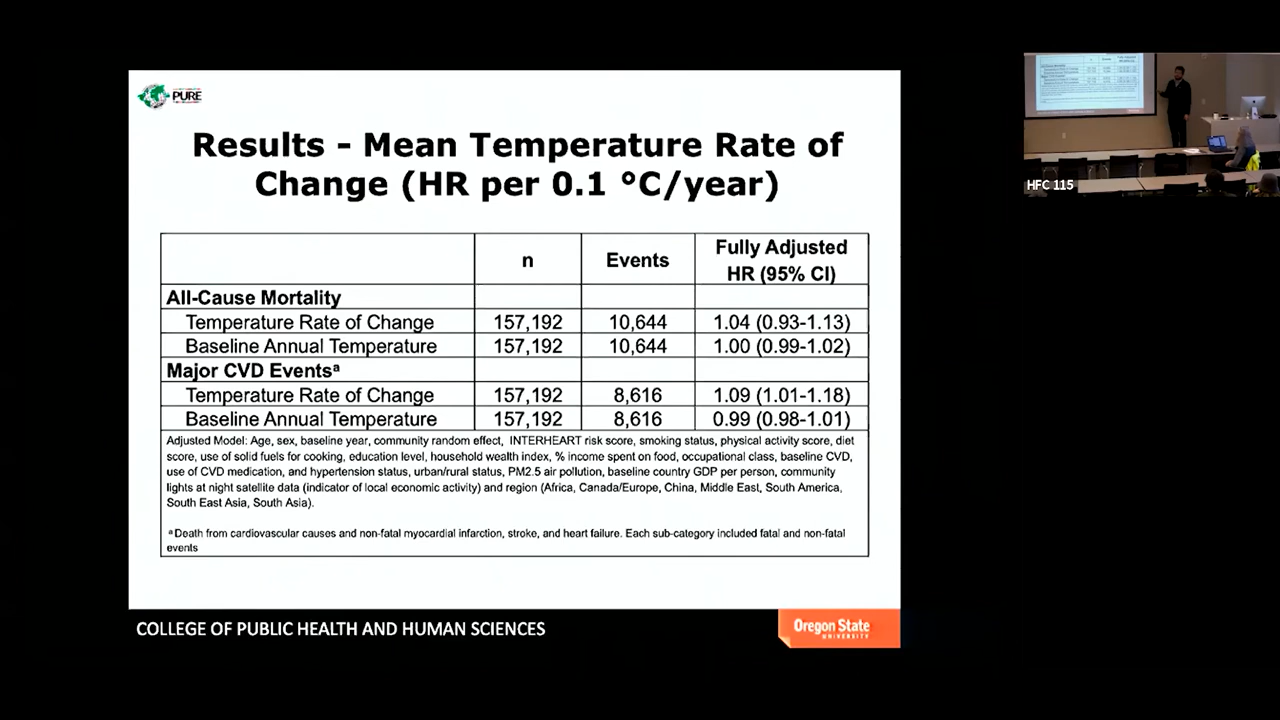 PURE
Results - Mean Temperature Rate of
Change (HR per 0.1 °C/year)
n Events Fully Adjusted
HR (95% CI)
All-Cause Mortality
Temperature Rate of Change 157,192 10,644 1.04 (0.93-1.13)
Baseline Annual Temperature 157,192 10,644 1.00 (0.99-1.02)
Major CVD Eventsᵃ
Temperature Rate of Change 157,192 8,616 1.09 (1.01-1.18)
Baseline Annual Temperature 157,192 8,616 0.99 (0.98-1.01)
Adjusted Model: Age, sex, baseline year, community random effect, INTERHEART risk score, smoking status, physical activity score, diet
score, use of solid fuels for cooking, education level, household wealth index, % income spent on food, occupational class, baseline CVD,
use of CVD medication, and hypertension status, urban/rural status, PM2.5 air pollution, baseline country GDP per person, community
lights at night satellite data (indicator of local economic activity) and region (Africa, Canada/Europe, China, Middle East, South America,
South East Asia, South Asia).
ᵃ Death from cardiovascular causes and non-fatal myocardial infarction, stroke, and heart failure. Each sub-category included fatal and non-fatal
events
COLLEGE OF PUBLIC HEALTH AND HUMAN SCIENCES
Oregon State
UNIVERSITY
HFC 115